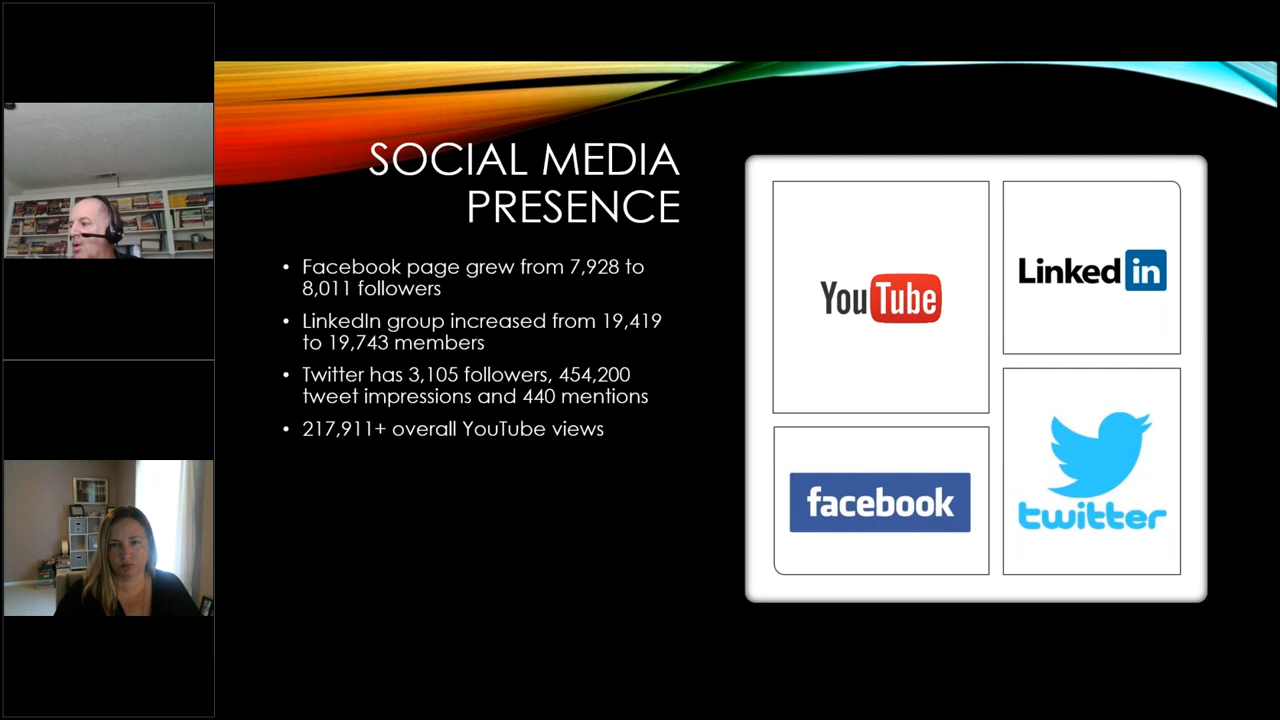 SOCIAL MEDIA
PRESENCE
• Facebook page grew from 7,928 to
8,011 followers
• LinkedIn group increased from 19,419
to 19,743 members
• Twitter has 3,105 followers, 454,200
tweet impressions and 440 mentions
• 217,911+ overall YouTube views
YouTube
LinkedIn
facebook
twitter